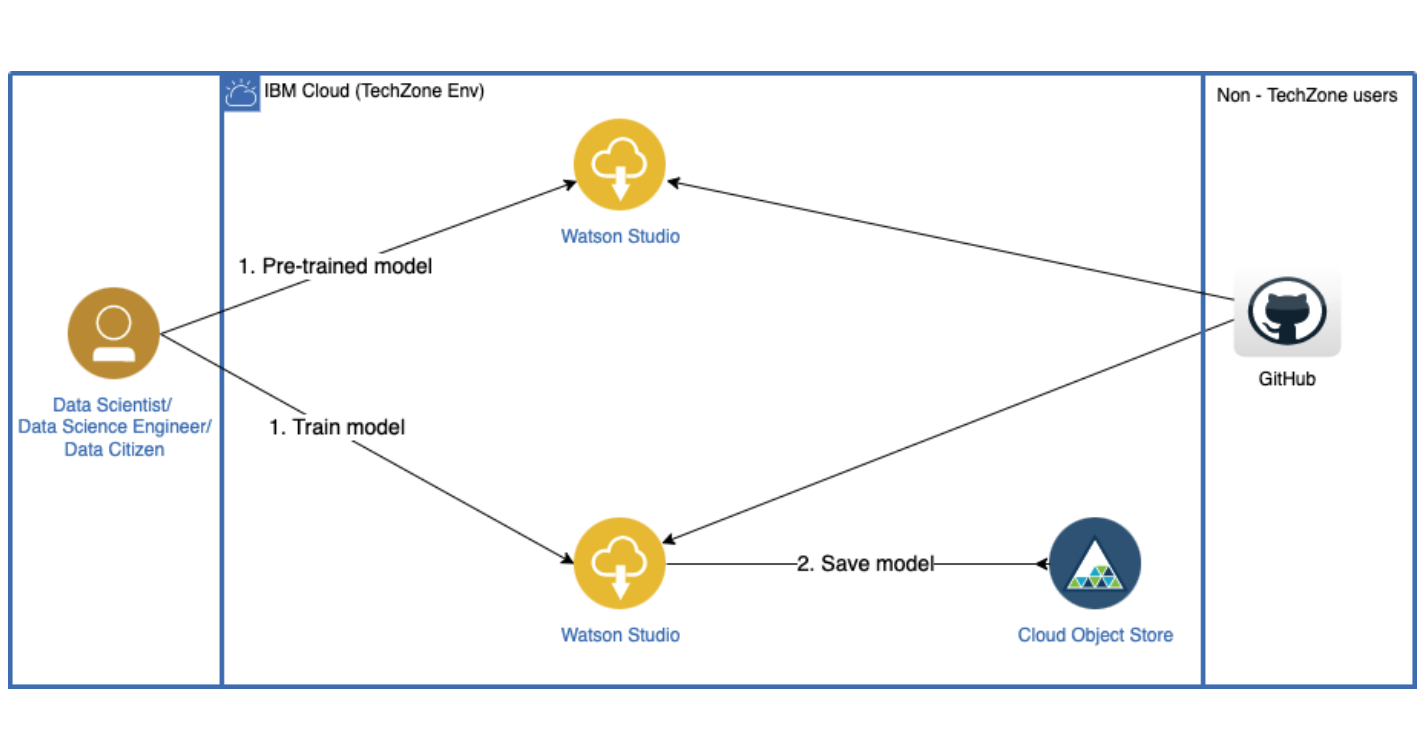 IBM Cloud (TechZone Env)
Non - TechZone users
Watson Studio
1. Pre-trained model
GitHub
Data Scientist/
Data Science Engineer/
Data Citizen
1. Train model
2. Save model
Watson Studio
Cloud Object Store